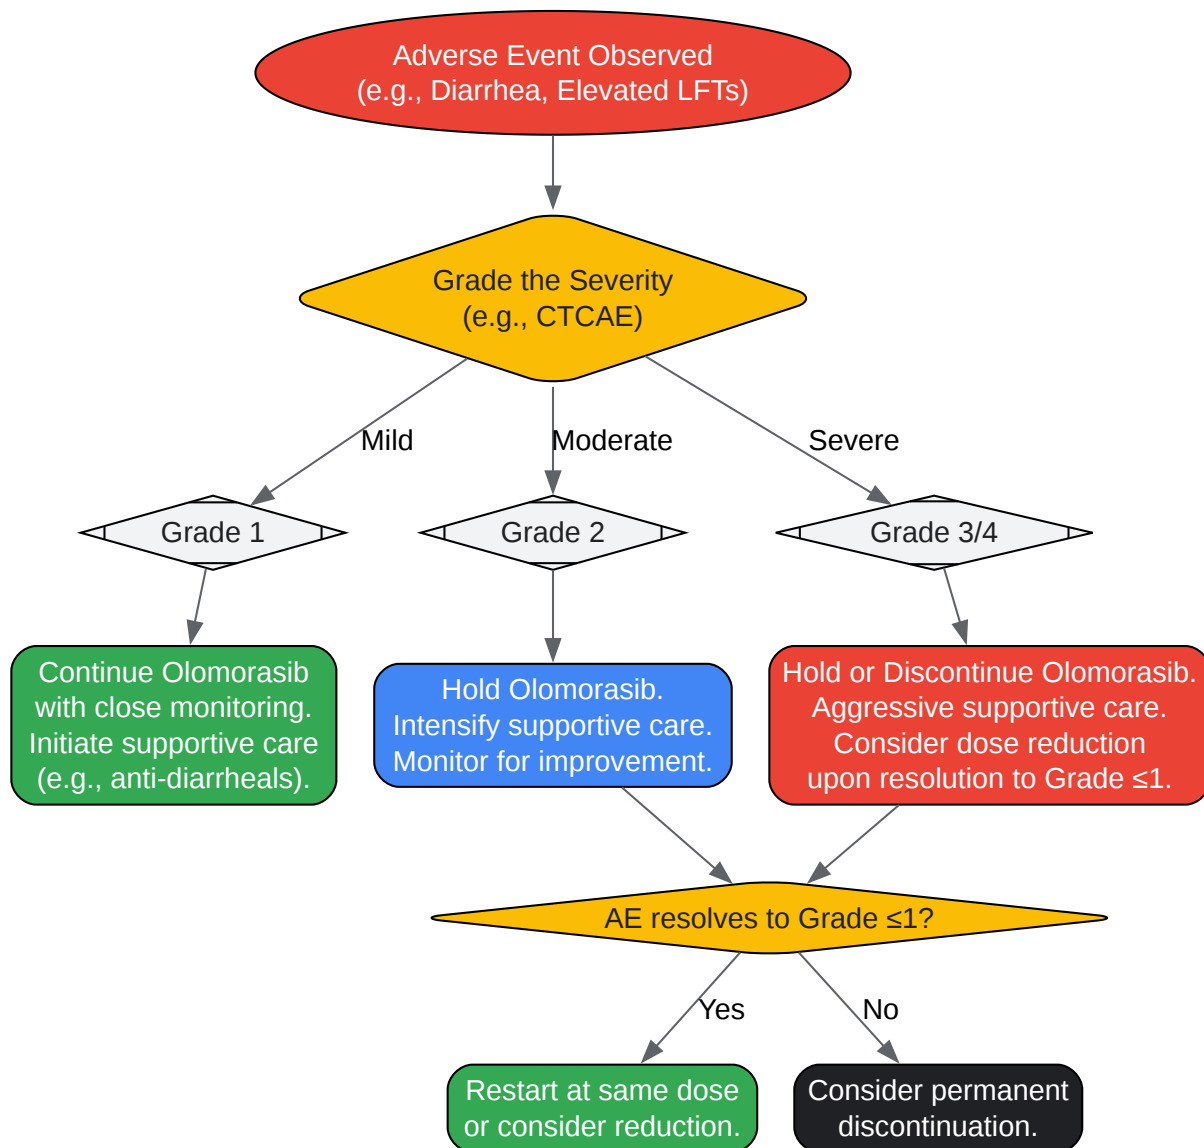 Adverse Event Observed
(e.g., Diarrhea, Elevated LFTs)
Grade the Severity
(e.g., CTCAE)
Mild
Moderate
Severe
Grade 1
Grade 2
Grade 3/4
Continue Olomorasib
with close monitoring.
Initiate supportive care
(e.g., anti-diarrheals).
Hold Olomorasib.
Intensify supportive care.
Monitor for improvement.
Hold or Discontinue Olomorasib.
Aggressive supportive care.
Consider dose reduction
upon resolution to Grade ≤1.
AE resolves to Grade ≤1?
Yes
No
Restart at same dose
or consider reduction.
Consider permanent
discontinuation.